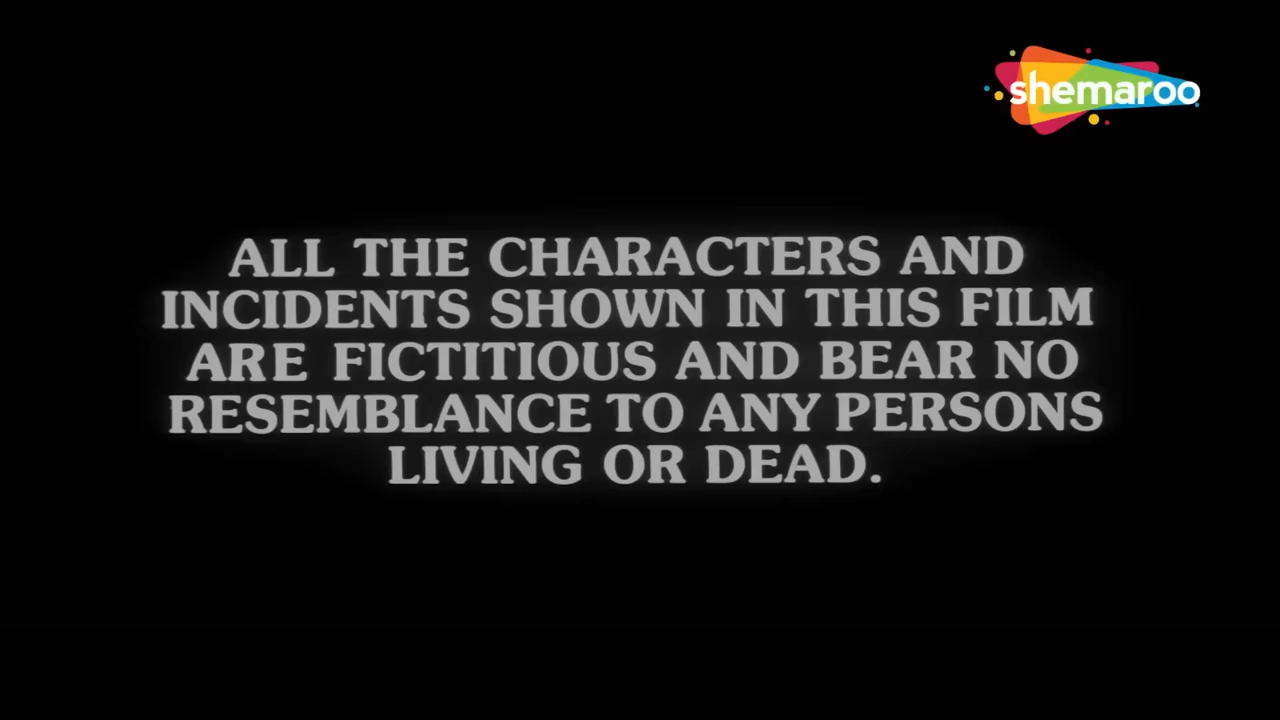 shemaroo
ALL THE CHARACTERS AND
INCIDENTS SHOWN IN THIS FILM
ARE FICTITIOUS AND BEAR NO
RESEMBLANCE TO ANY PERSONS
LIVING OR DEAD.